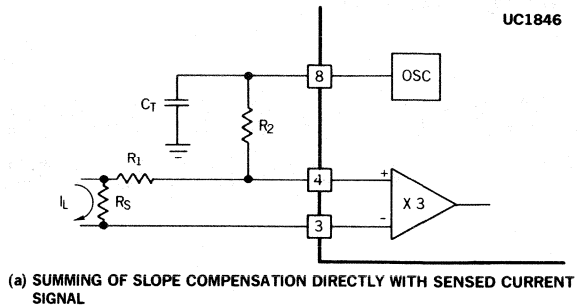 UC1846
8
OSC
CT
R2
R1
4
+
X 3
IL
RS
3
-
(a) SUMMING OF SLOPE COMPENSATION DIRECTLY WITH SENSED CURRENT
SIGNAL